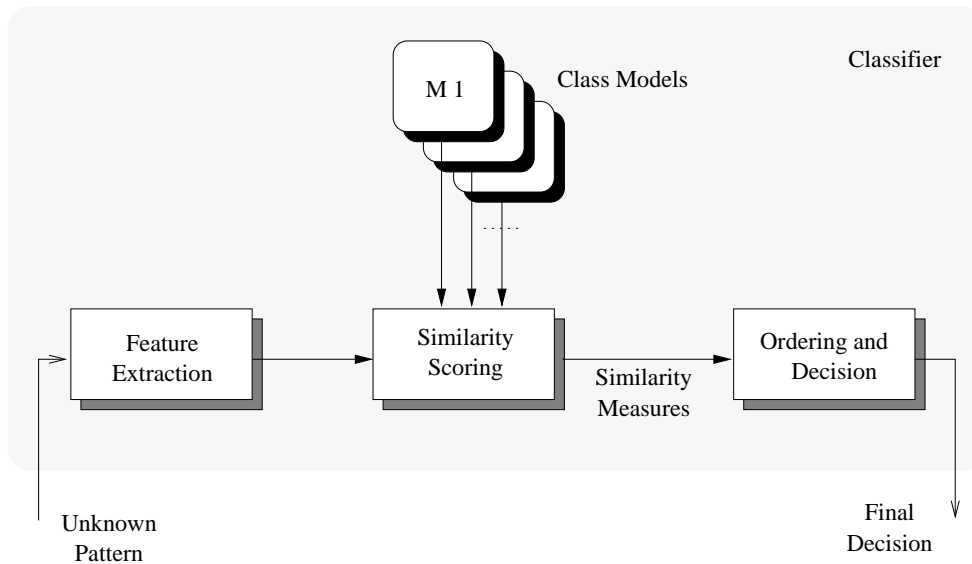 Classifier
M 1
Class Models
.....
Feature
Extraction
Similarity
Scoring
Similarity
Measures
Ordering and
Decision
Unknown
Pattern
Final
Decision